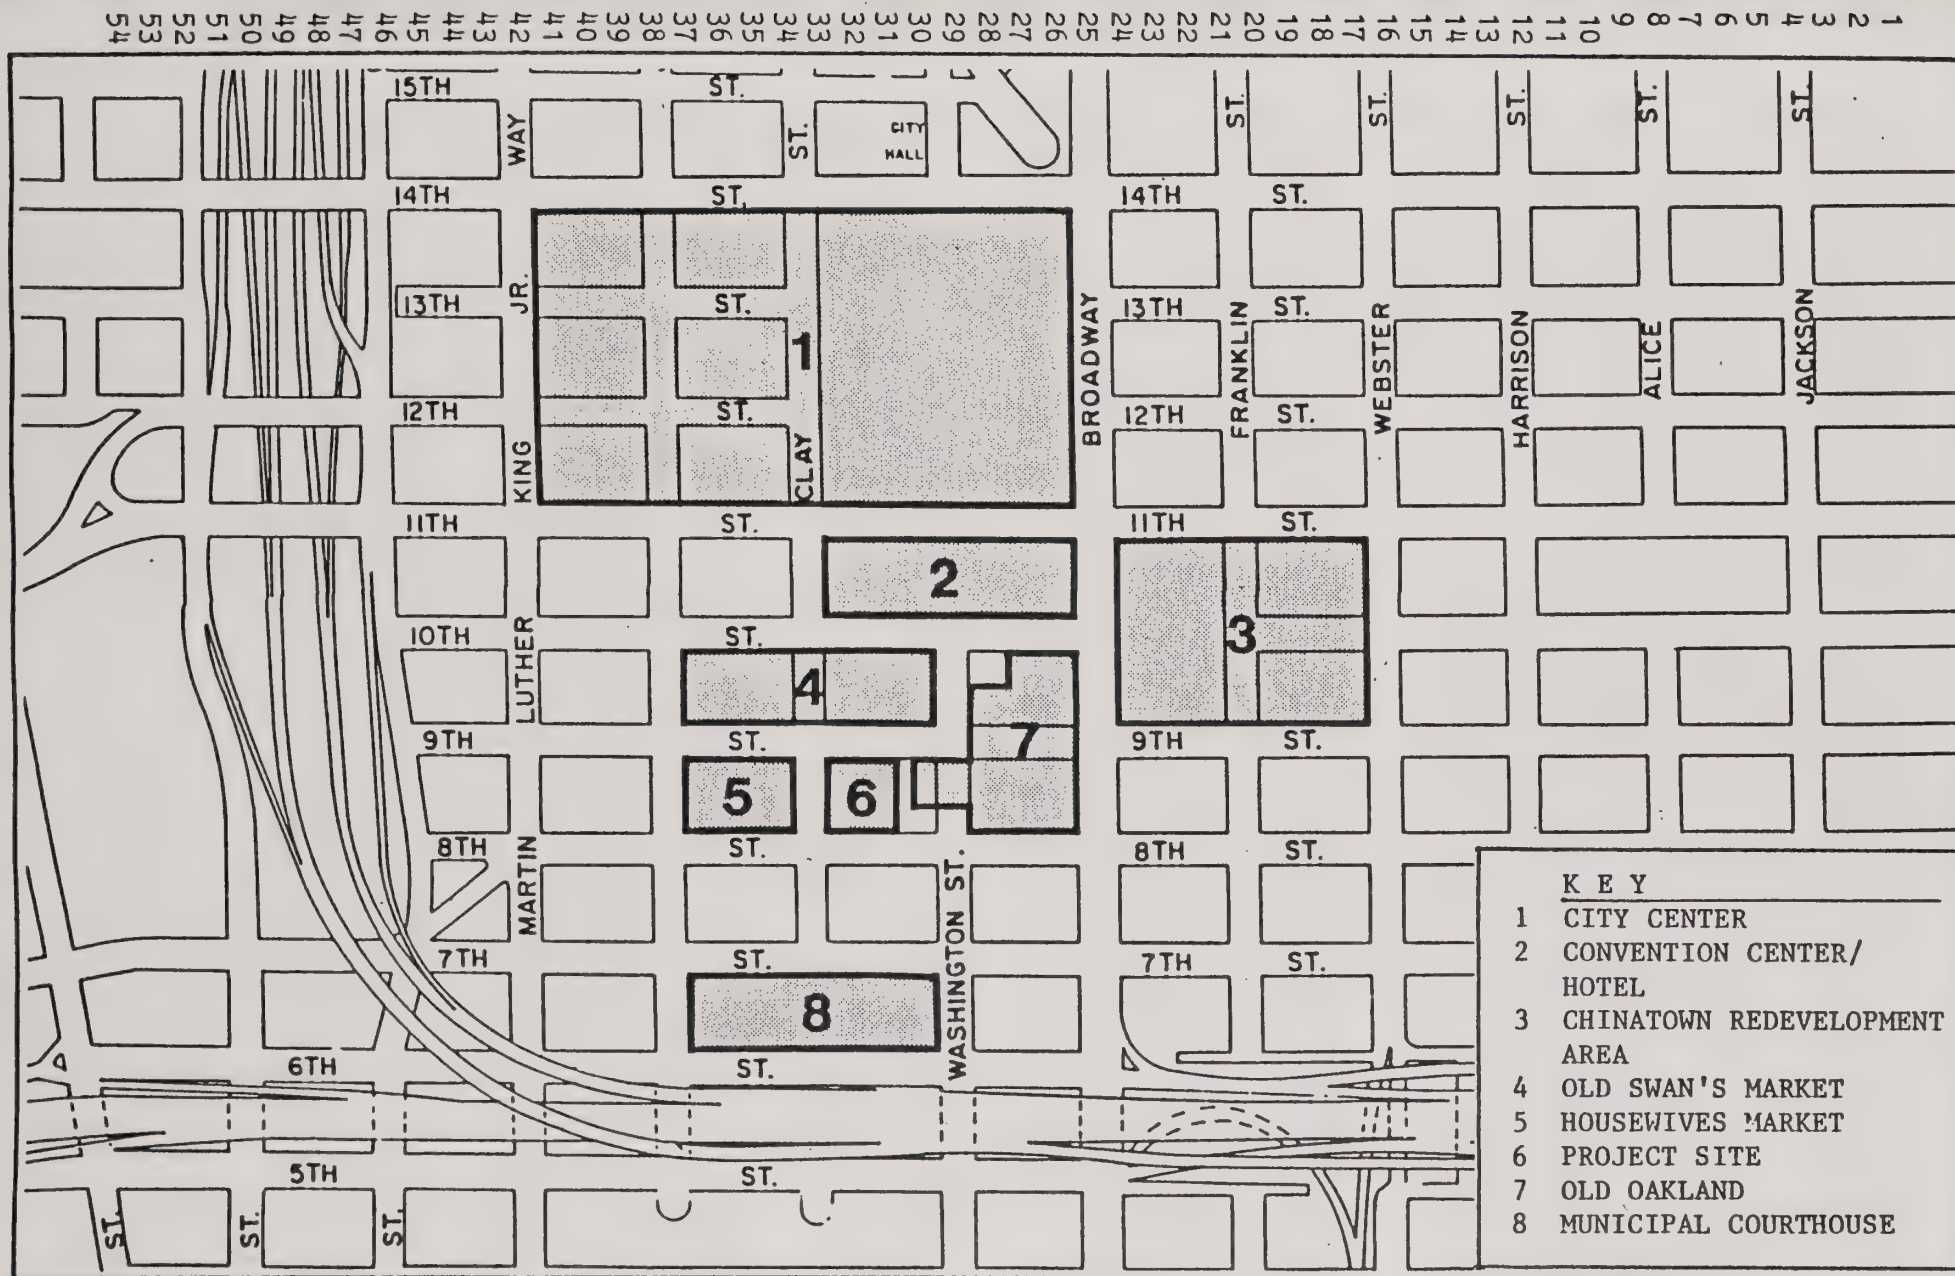 54 53 52 51 50 49 48 47 46 45 44 43 42 41 40 39 38 37 36 35 34 33 32 31 30 29 28 27 26 25 24 23 22 21 20 19 18 17 16 15 14 13 12 11 10 9 8 7 6 5 4 3 2 1
15TH ST.
WAY
ST.
CITY
HALL
ST.
ST.
ST.
ST.
ST.
14TH ST. 14TH ST.
JR.
13TH ST. 13TH ST.
1
BROADWAY
FRANKLIN
WEBSTER
HARRISON
ALICE
JACKSON
12TH ST. 12TH ST.
KING
CLAY
11TH ST. 11TH ST.
2
3
10TH ST.
LUTHER
4
7
9TH ST. 9TH ST.
5
6
8TH ST. 8TH ST.
MARTIN
WASHINGTON ST.
7TH ST. 7TH ST.
8
6TH ST.
5TH ST.
ST.
ST.
ST.
KEY
1 CITY CENTER
2 CONVENTION CENTER/
HOTEL
3 CHINATOWN REDEVELOPMENT
AREA
4 OLD SWAN'S MARKET
5 HOUSEWIVES MARKET
6 PROJECT SITE
7 OLD OAKLAND
8 MUNICIPAL COURTHOUSE